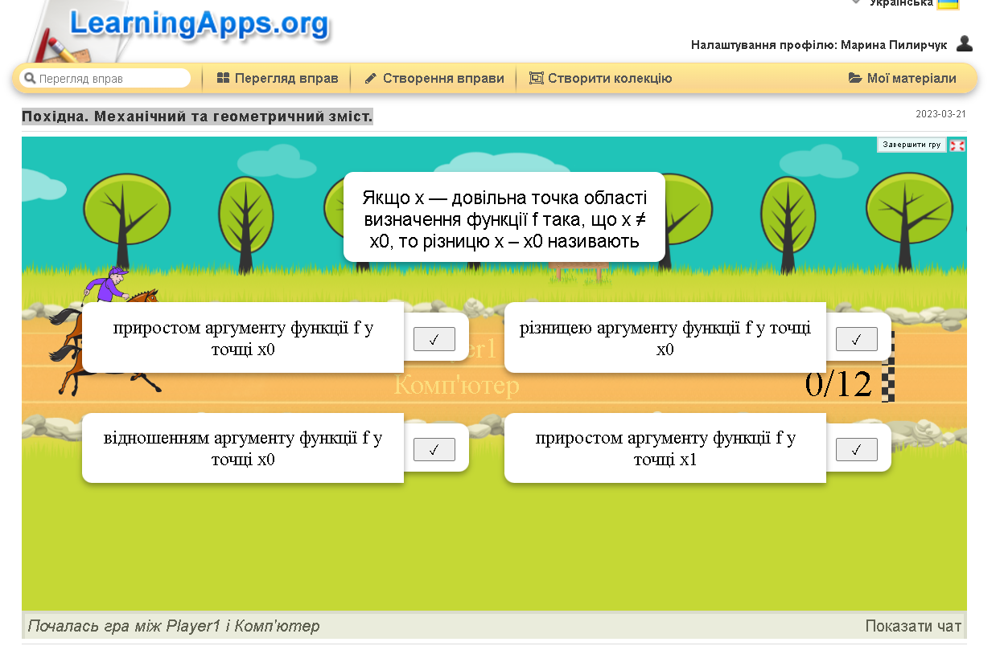 Українська
LearningApps.org
Налаштування профілю: Марина Пилирчук
Перегляд вправ
Перегляд вправ
Створення вправи
Створити колекцію
Мої матеріали
Похідна. Механічний та геометричний зміст.
2023-03-21
Завершити гру
Якщо x — довільна точка області
визначення функції f така, що x ≠
x0, то різницю x – x0 називають
приростом аргументу функції f у
точці x0
✓
різницею аргументу функції f у точці
x0
✓
Комп'ютер
0/12
відношенням аргументу функції f у
точці x0
✓
приростом аргументу функції f у
точці x1
✓
Почалась гра між Player1 і Комп'ютер
Показати чат